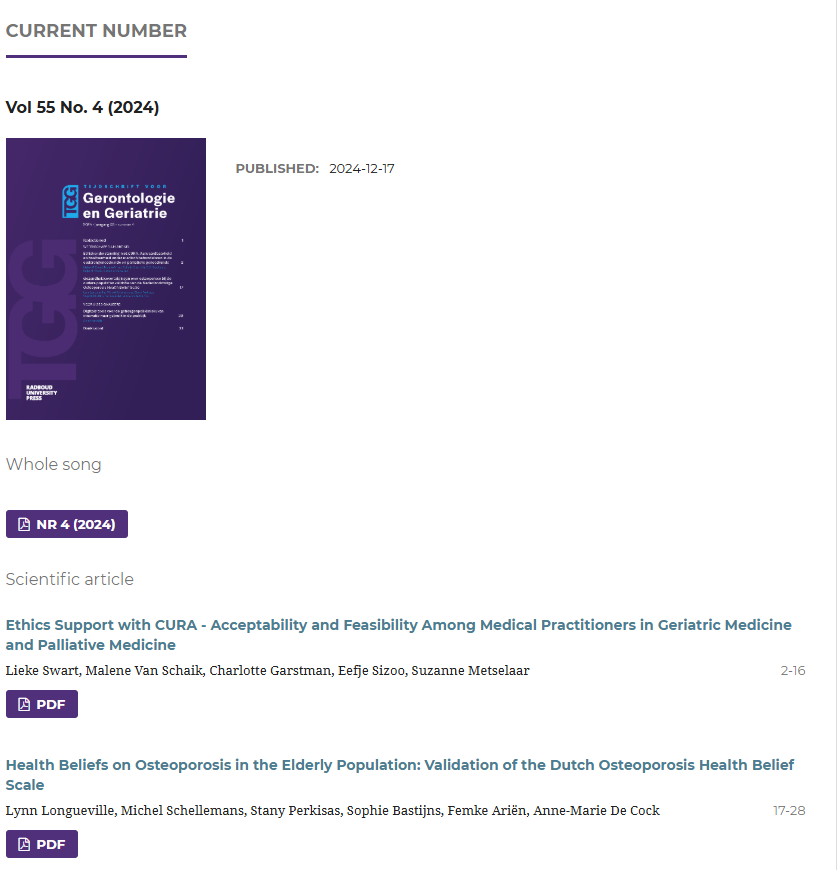 CURRENT NUMBER
Vol 55 No. 4 (2024)
TIJDSCHRIFT VOOR
TGG
Gerontologie
en Geriatrie
PUBLISHED: 2024-12-17
TGG
RADBOUD
UNIVERSITY
PRESS
Whole song
NR 4 (2024)
Scientific article
Ethics Support with CURA - Acceptability and Feasibility Among Medical Practitioners in Geriatric Medicine
and Palliative Medicine
Lieke Swart, Malene Van Schaik, Charlotte Garstman, Eefje Sizoo, Suzanne Metselaar 2-16
PDF
Health Beliefs on Osteoporosis in the Elderly Population: Validation of the Dutch Osteoporosis Health Belief
Scale
Lynn Longueville, Michel Schellemans, Stany Perkisas, Sophie Bastijns, Femke Ariën, Anne-Marie De Cock 17-28
PDF